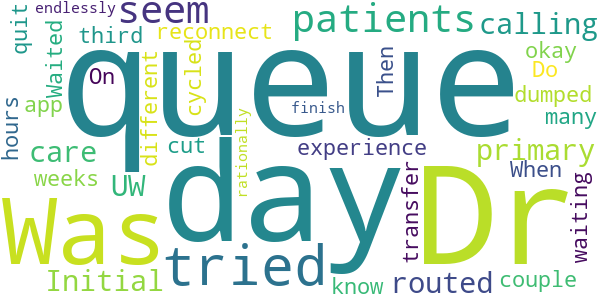 endlessly
seem
patients
calling
quit
third
reconnect
Waited
queue
On
different
cycled
Then
okay
Do
app
dumped
hours
finish
many
rationally
cut
experience
care
day
primary
Dr
weeks
UW
When
Was
transfer
waiting
tried
Initial
know
routed
couple